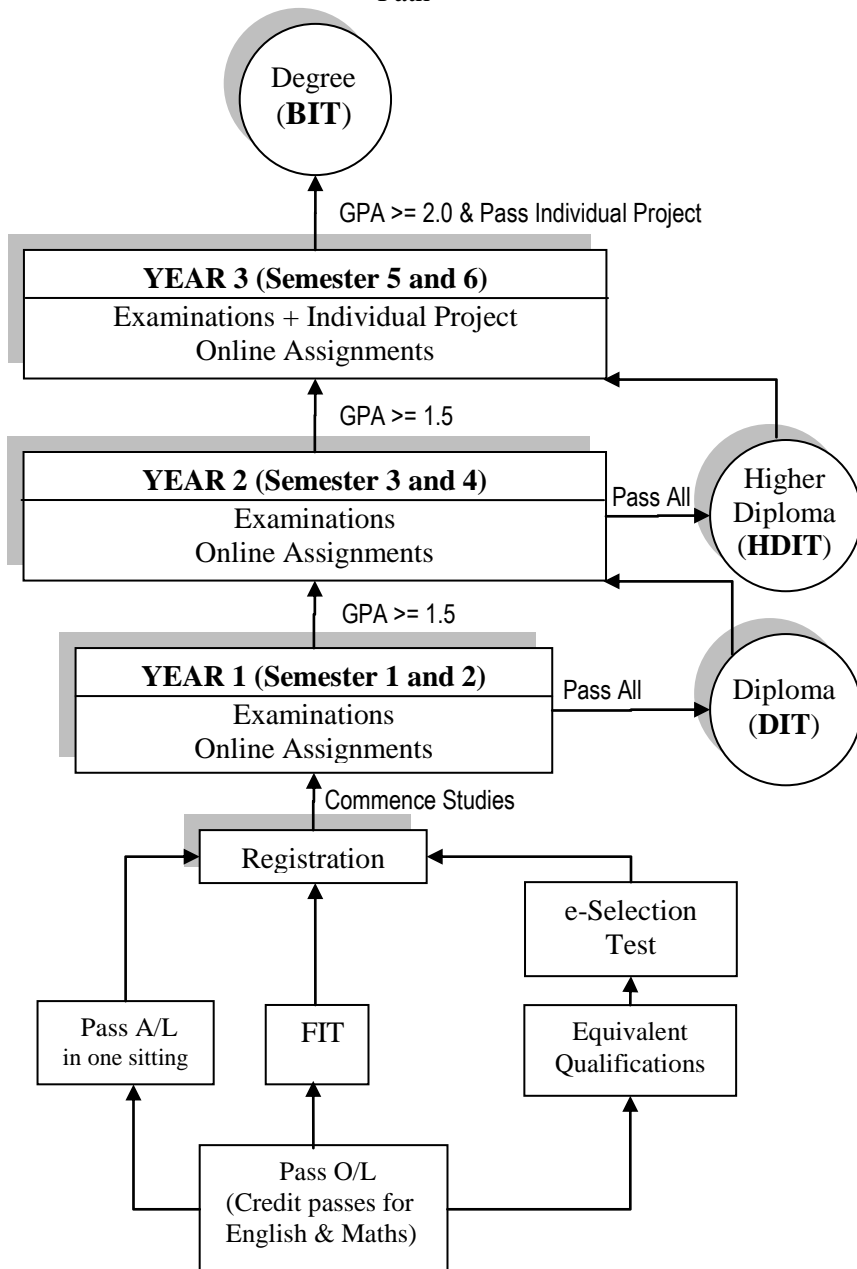 Path
Degree
(BIT)
GPA >= 2.0 & Pass Individual Project
YEAR 3 (Semester 5 and 6)
Examinations + Individual Project
Online Assignments
GPA >= 1.5
YEAR 2 (Semester 3 and 4)
Examinations
Online Assignments
Pass All
Higher
Diploma
(HDIT)
GPA >= 1.5
YEAR 1 (Semester 1 and 2)
Examinations
Online Assignments
Pass All
Diploma
(DIT)
Commence Studies
Registration
e-Selection
Test
Pass A/L
in one sitting
FIT
Equivalent
Qualifications
Pass O/L
(Credit passes for
English & Maths)